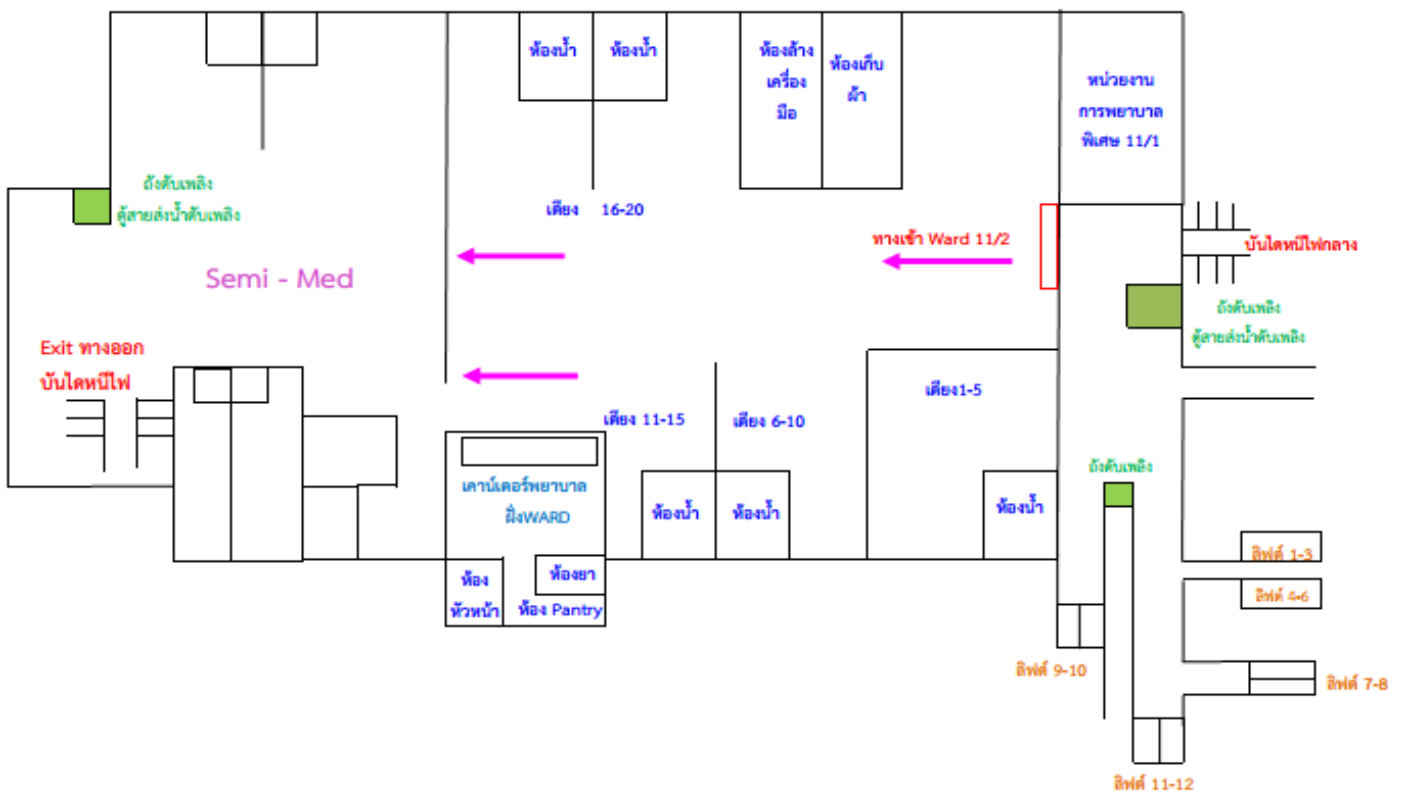 ห้องน้ำ
ห้องน้ำ
ห้องล้าง
เครื่อง
มือ
ห้องเก็บ
ผ้า
หน่วยงาน
การพยาบาล
พิเศษ 11/1
ถังดับเพลิง
ตู้สายส่งน้ำดับเพลิง
เตียง 16-20
ทางเข้า Ward 11/2
บันไดหนีไฟกลาง
Semi - Med
ถังดับเพลิง
ตู้สายส่งน้ำดับเพลิง
Exit ทางออก
บันไดหนีไฟ
เตียง1-5
เตียง 11-15
เตียง 6-10
ถังดับเพลิง
เคาน์เตอร์พยาบาล
ฝั่งWARD
ห้องน้ำ
ห้องน้ำ
ห้องน้ำ
ลิฟต์ 1-3
ห้อง
หัวหน้า
ห้องยา
ห้อง Pantry
ลิฟต์ 4-6
ลิฟต์ 9-10
ลิฟต์ 7-8
ลิฟต์ 11-12